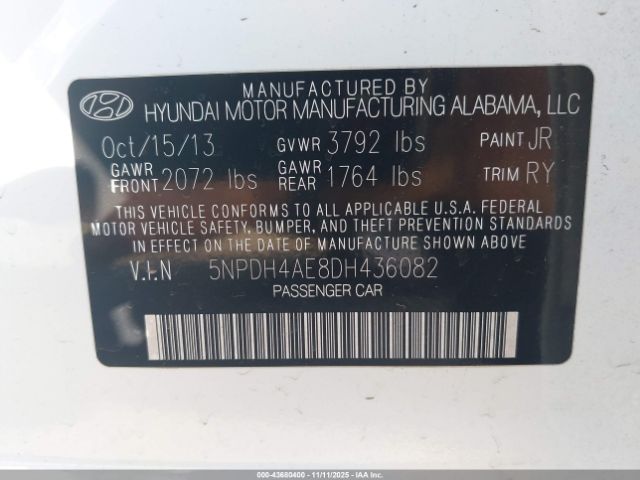 MANUFACTURED BY
HYUNDAI MOTOR MANUFACTURING ALABAMA, LLC
Oct/15/13 GVWR 3792 lbs PAINT JR
GAWR FRONT 2072 lbs GAWR REAR 1764 lbs TRIM RY
THIS VEHICLE CONFORMS TO ALL APPLICABLE U.S.A. FEDERAL
MOTOR VEHICLE SAFETY, BUMPER, AND THEFT
PREVENTION STANDARDS
IN EFFECT ON THE DATE OF MANUFACTURE SHOWN ABOVE
V.I.N 5NPDH4AE8DH436082
PASSENGER CAR
000-43680400 - 11/11/2025 - IAAI.COM